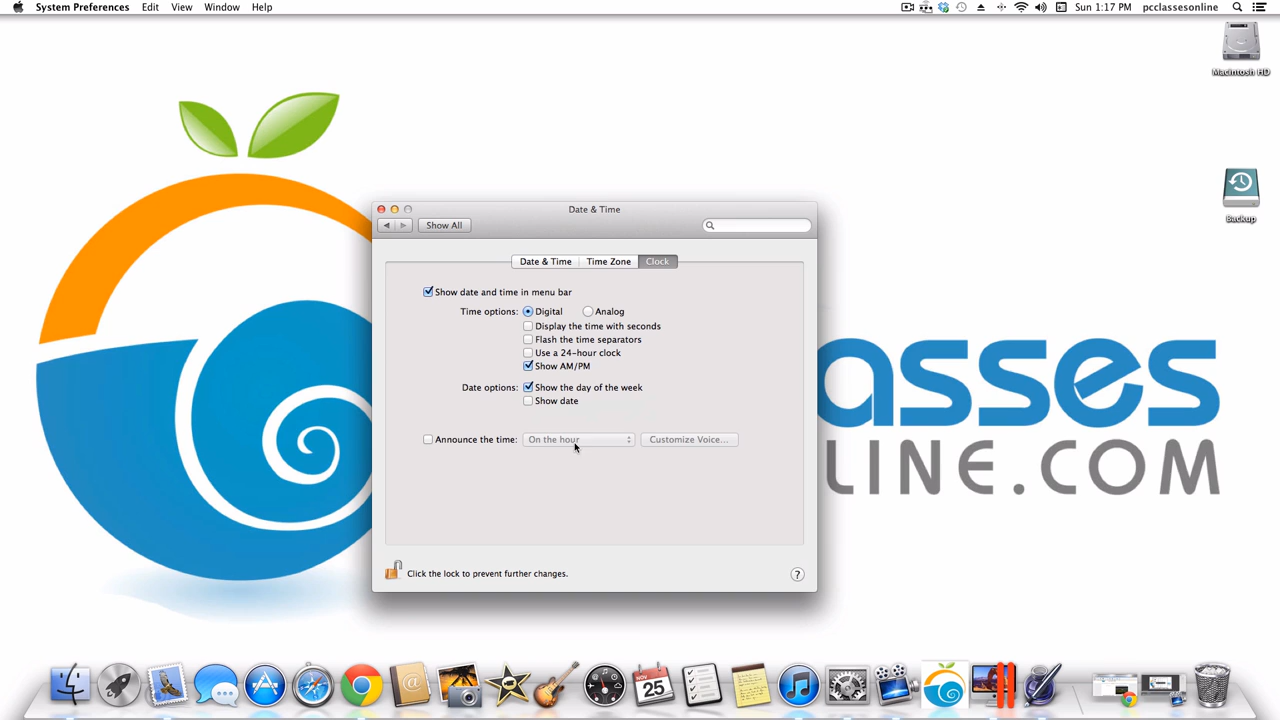 System Preferences Edit View Window Help Sun 1:17 PM pcclassesonline
Macintosh HD
Backup
Date & Time
Show All
Date & Time Time Zone Clock
Show date and time in menu bar
Time options: Digital Analog
Display the time with seconds
Flash the time separators
Use a 24-hour clock
Show AM/PM
Date options: Show the day of the week
Show date
Announce the time: On the hour Customize Voice...
Click the lock to prevent further changes.
?
asses
LINE.COM
NOV
25